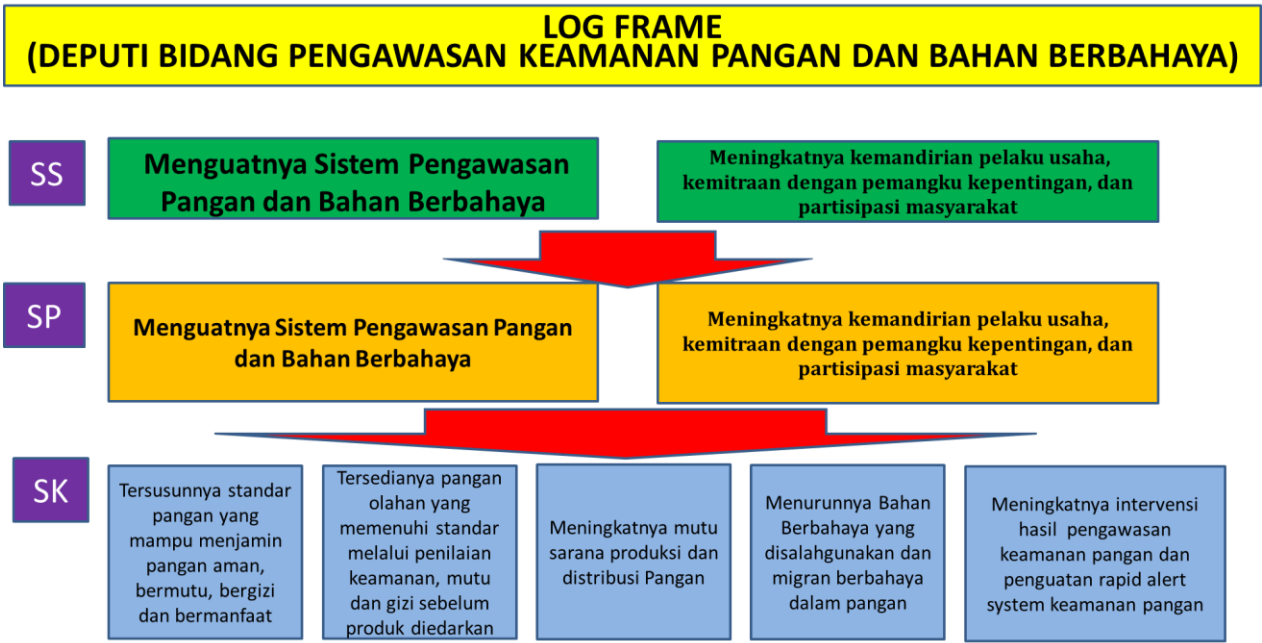 LOG FRAME
(DEPUTI BIDANG PENGAWASAN KEAMANAN PANGAN DAN BAHAN BERBAHAYA)
SS
Menguatnya Sistem Pengawasan
Pangan dan Bahan Berbahaya
Meningkatnya kemandirian pelaku usaha,
kemitraan dengan pemangku kepentingan, dan
partisipasi masyarakat
SP
Menguatnya Sistem Pengawasan Pangan
dan Bahan Berbahaya
Meningkatnya kemandirian pelaku usaha,
kemitraan dengan pemangku kepentingan, dan
partisipasi masyarakat
SK
Tersusunnya standar
pangan yang
mampu menjamin
pangan aman,
bermutu, bergizi
dan bermanfaat
Tersedianya pangan
olahan yang
memenuhi standar
melalui penilaian
keamanan, mutu
dan gizi sebelum
produk diedarkan
Meningkatnya mutu
sarana produksi dan
distribusi Pangan
Menurunnya Bahan
Berbahaya yang
disalahgunakan dan
migran berbahaya
dalam pangan
Meningkatnya intervensi
hasil pengawasan
keamanan pangan dan
penguatan rapid alert
system keamanan pangan